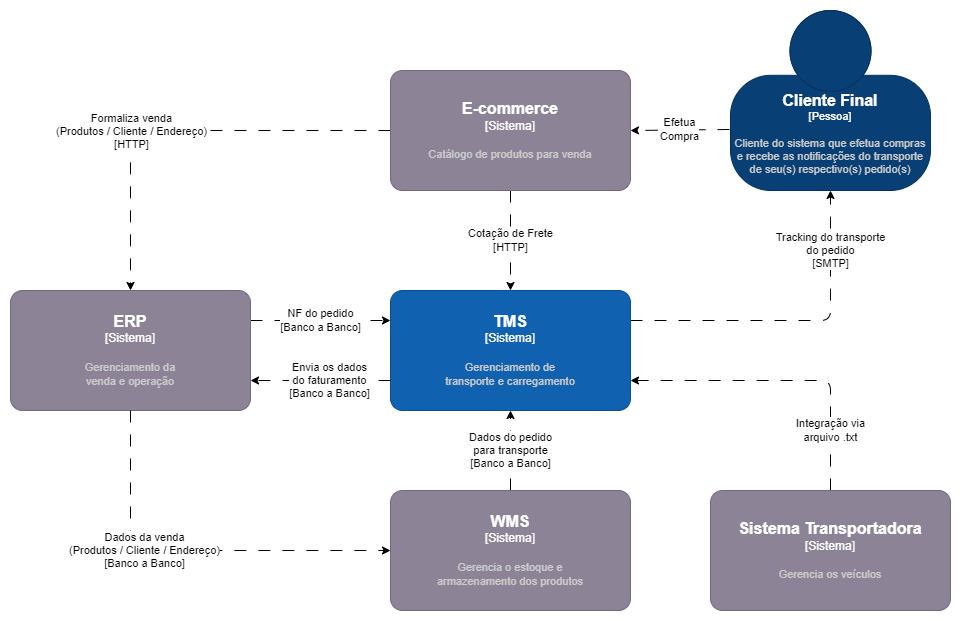 Cliente Final
[Pessoa]
Cliente do sistema que efetua compras
e recebe as notificações do transporte
de seu(s) respectivo(s) pedido(s)
E-commerce
[Sistema]
Catálogo de produtos para venda
Efetua
Compra
Formaliza venda
(Produtos / Cliente / Endereço)
[HTTP]
Cotação de Frete
[HTTP]
Tracking do transporte
do pedido
[SMTP]
ERP
[Sistema]
Gerenciamento da
venda e operação
NF do pedido
[Banco a Banco]
Envia os dados
do faturamento
[Banco a Banco]
TMS
[Sistema]
Gerenciamento de
transporte e carregamento
Integração via
arquivo .txt
Dados do pedido
para transporte
[Banco a Banco]
Dados da venda
(Produtos / Cliente / Endereço)
[Banco a Banco]
WMS
[Sistema]
Gerencia o estoque e
armazenamento dos produtos
Sistema Transportadora
[Sistema]
Gerencia os veículos